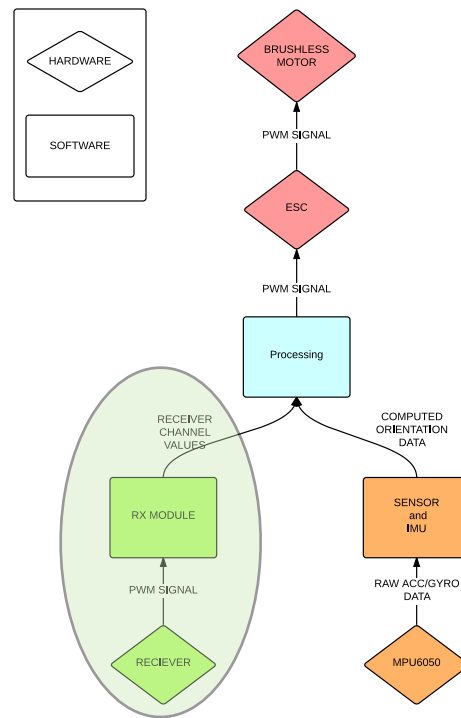 HARDWARE
SOFTWARE
BRUSHLESS
MOTOR
PWM SIGNAL
ESC
PWM SIGNAL
Processing
RECEIVER
CHANNEL
VALUES
COMPUTED
ORIENTATION
DATA
RX MODULE
SENSOR
and
IMU
PWM SIGNAL
RAW ACC/GYRO
DATA
RECIEVER
MPU6050